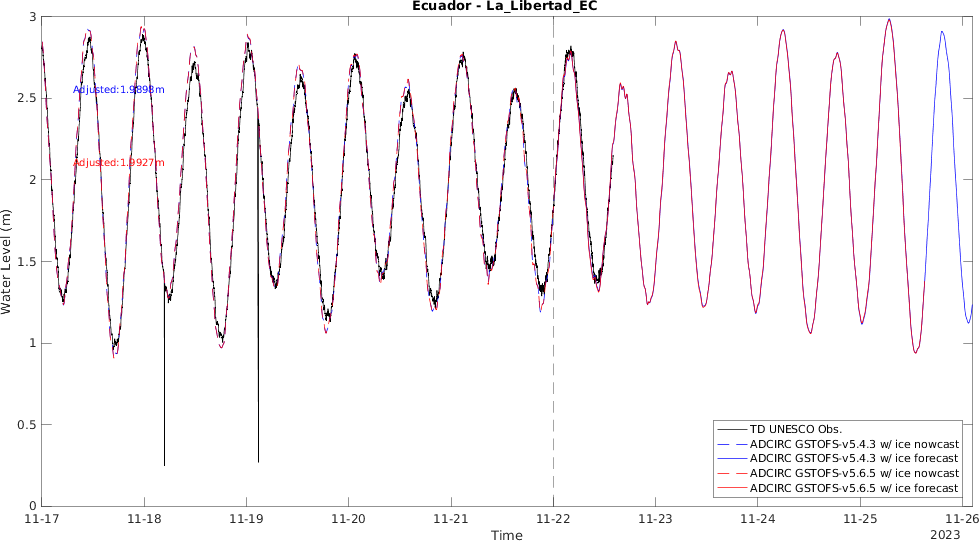 Ecuador - La_Libertad_EC
3
2.5
2
1.5
1
0.5
0
Water Level (m)
Adjusted:1.9893m
Adjusted:1.9927m
TD UNESCO Obs.
ADCIRC GSTOFS-v5.4.3 w/ ice nowcast
ADCIRC GSTOFS-v5.4.3 w/ ice forecast
ADCIRC GSTOFS-v5.6.5 w/ ice nowcast
ADCIRC GSTOFS-v5.6.5 w/ ice forecast
11-17 11-18 11-19 11-20 11-21 11-22 11-23 11-24 11-25 11-26
Time
2023